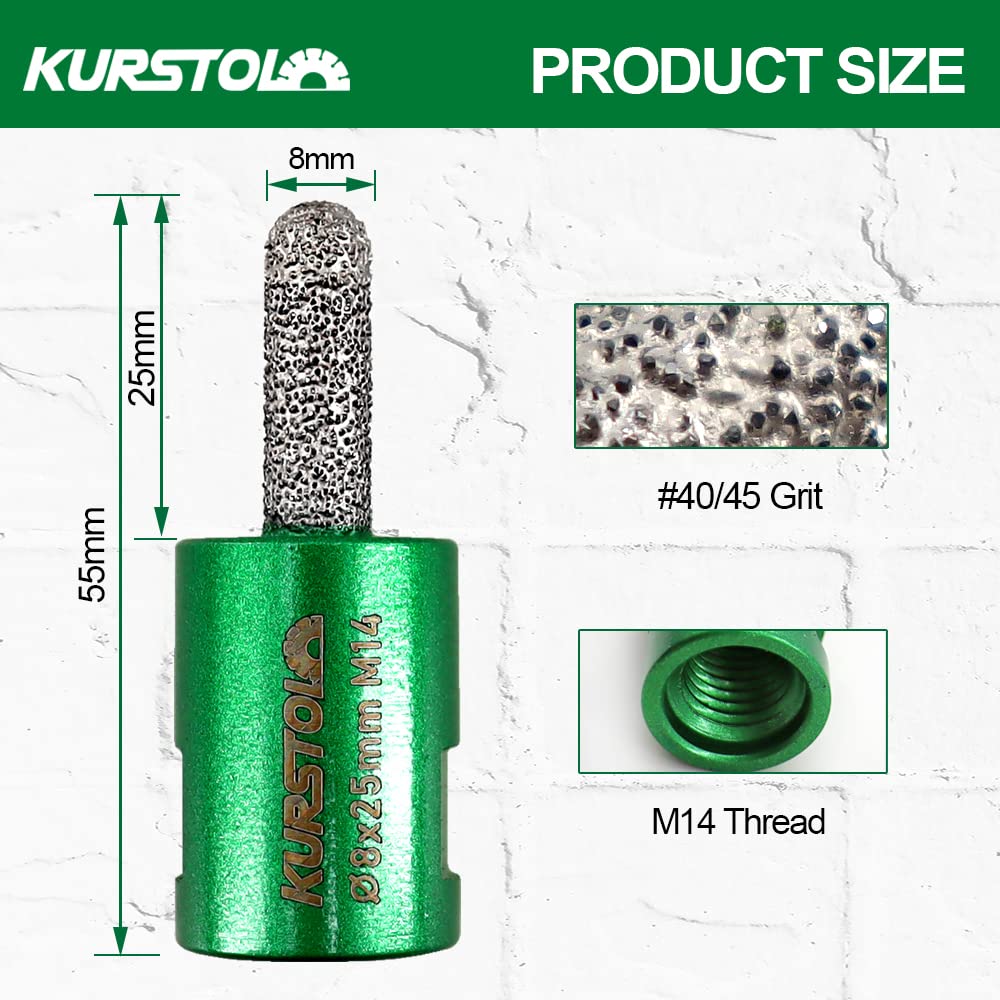 KURSTOL
PRODUCT SIZE
8mm
25mm
55mm
#40/45 Grit
KURSTOL
Ø8x25mm M14
M14 Thread